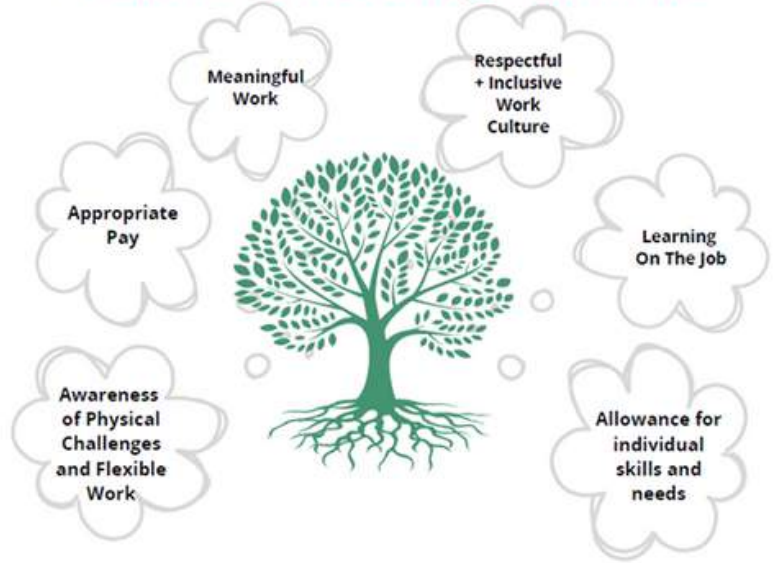 Meaningful
Work
Respectful
+ Inclusive
Work
Culture
Appropriate
Pay
Learning
On The Job
Awareness
of Physical
Challenges
and Flexible
Work
Allowance for
individual
skills and
needs